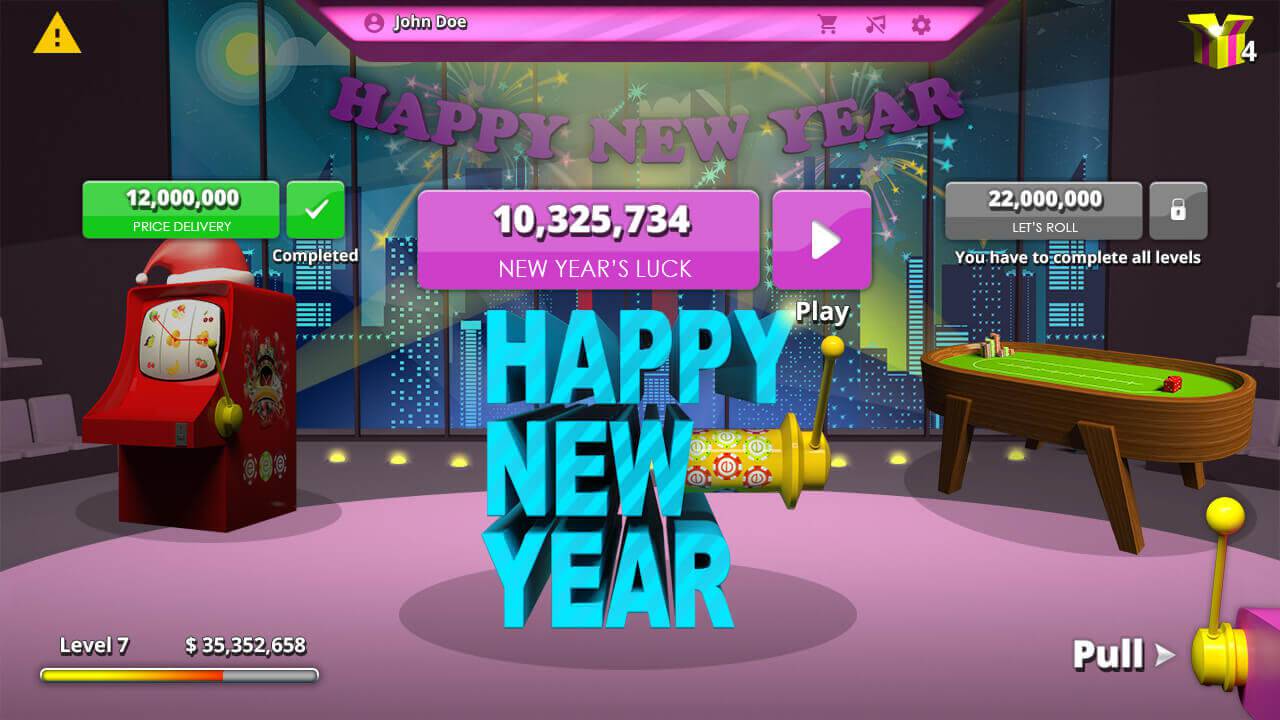 John Doe
4
HAPPY NEW YEAR
12,000,000
PRICE DELIVERY
Completed
10,325,734
NEW YEAR'S LUCK
Play
22,000,000
LET'S ROLL
You have to complete all levels
HAPPY
NEW
YEAR
Level 7
$ 35,352,658
Pull